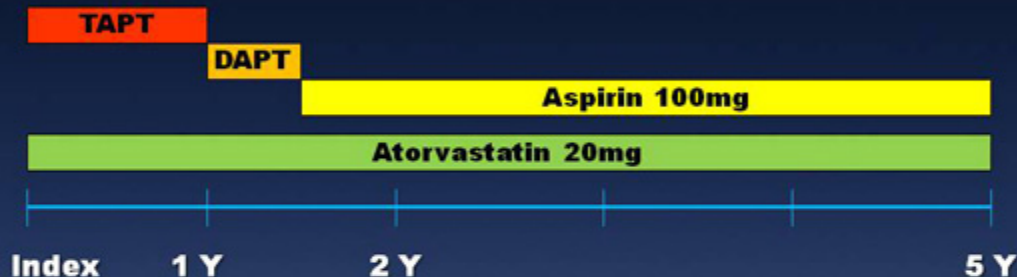 TAPT
DAPT
Aspirin 100mg
Atorvastatin 20mg
Index 1 Y 2 Y 5 Y